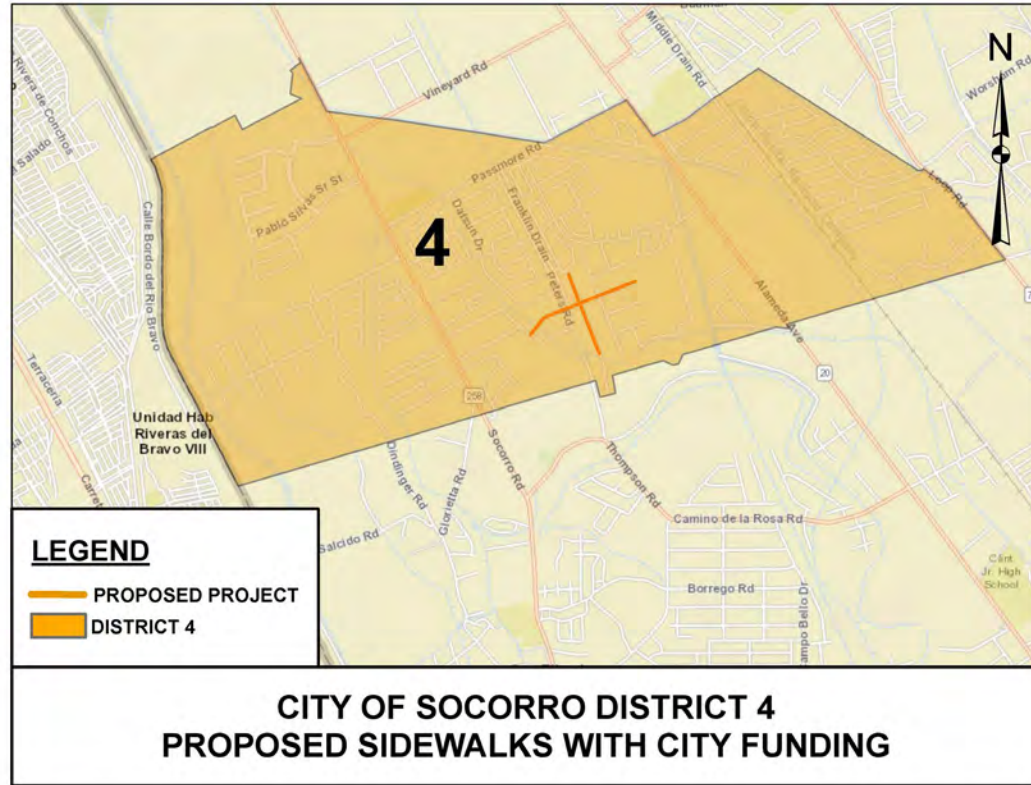 Middle Drain Rd
N
Worsham Rd
Rivera de Conchos
Salado
Vineyard Rd
Passmore Rd
Loop Rd
Pablo Silvas Sr St
Datsun Dr
Franklin Drain
Peters Rd
4
Calle Bordo del Rio Bravo
Alameda Ave
Terraceria
258
20
Unidad Hab
Riveras del
Bravo VIII
Dindinger Rd
Glorietta Rd
Socorro Rd
Thompson Rd
Camino de la Rosa Rd
Salcido Rd
Clint
Jr. High
School
Borrego Rd
LEGEND
PROPOSED PROJECT
DISTRICT 4
CITY OF SOCORRO DISTRICT 4
PROPOSED SIDEWALKS WITH CITY FUNDING